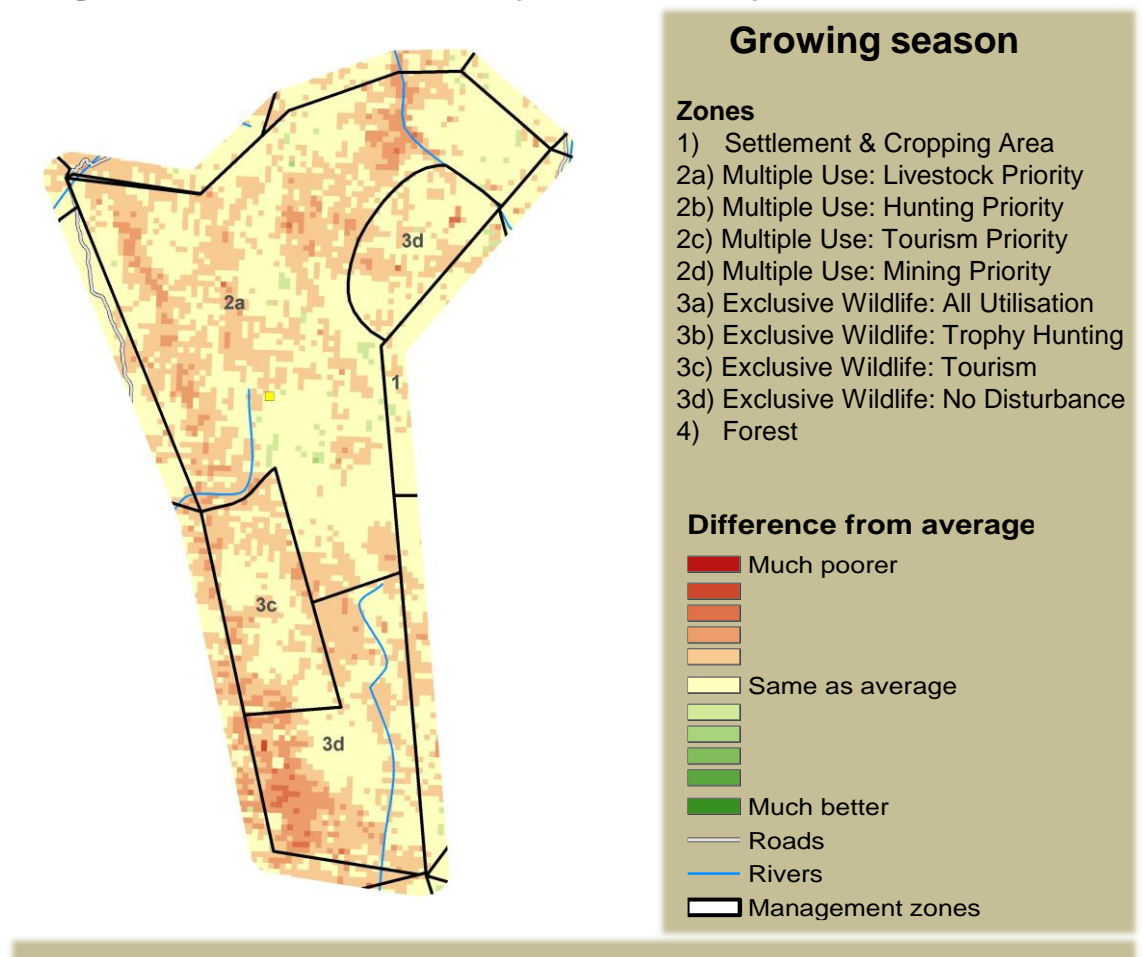 Growing season
Zones
1) Settlement & Cropping Area
2a) Multiple Use: Livestock Priority
2b) Multiple Use: Hunting Priority
2c) Multiple Use: Tourism Priority
2d) Multiple Use: Mining Priority
3a) Exclusive Wildlife: All Utilisation
3b) Exclusive Wildlife: Trophy Hunting
3c) Exclusive Wildlife: Tourism
3d) Exclusive Wildlife: No Disturbance
4) Forest
Difference from average
Much poorer
Same as average
Much better
Roads
Rivers
Management zones
3d
2a
1
3c
3d